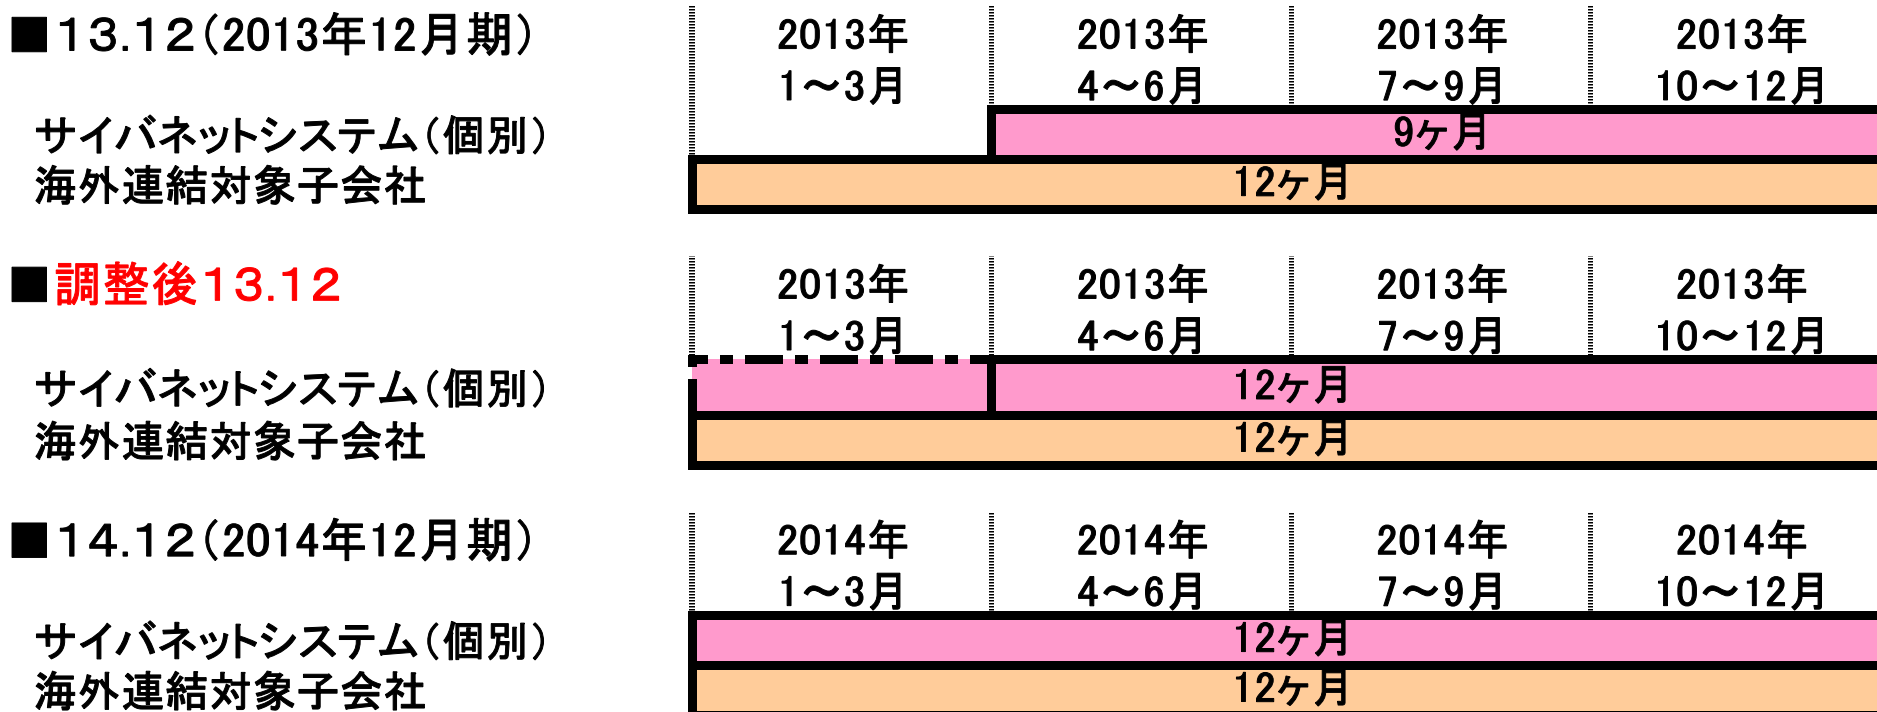 ■１３.１２（2013年12月期）
2013年 2013年 2013年 2013年
1～3月 4～6月 7～9月 10～12月
サイバネットシステム（個別） 9ヶ月
海外連結対象子会社 12ヶ月
■調整後１３.１２
2013年 2013年 2013年 2013年
1～3月 4～6月 7～9月 10～12月
サイバネットシステム（個別） 12ヶ月
海外連結対象子会社 12ヶ月
■１４.１２（2014年12月期）
2014年 2014年 2014年 2014年
1～3月 4～6月 7～9月 10～12月
サイバネットシステム（個別） 12ヶ月
海外連結対象子会社 12ヶ月